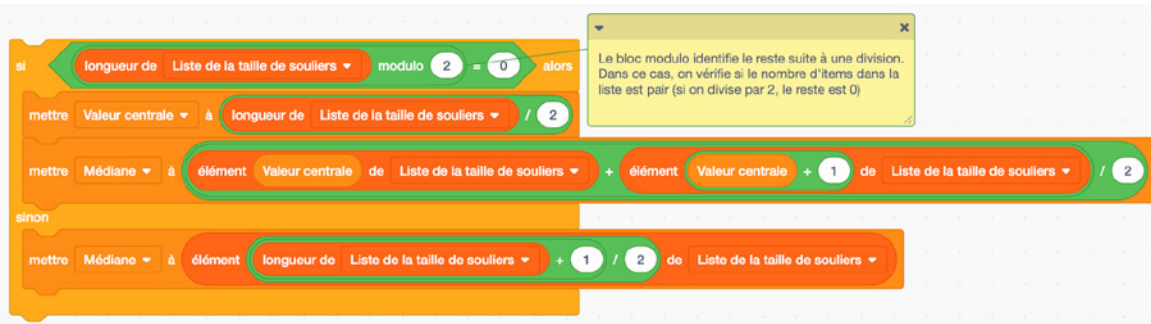 Le bloc modulo identifie le reste suite à une division.
Dans ce cas, on vérifie si le nombre d'items dans la
liste est pair (si on divise par 2, le reste est 0)
si longueur de Liste de la taille de souliers modulo 2 = 0 alors
mettre Valeur centrale à longueur de Liste de la taille de souliers / 2
mettre Médiane à élément Valeur centrale de Liste de la taille de souliers + élément Valeur centrale + 1 de Liste de la taille de souliers / 2
sinon
mettre Médiane à élément longueur de Liste de la taille de souliers + 1 / 2 de Liste de la taille de souliers